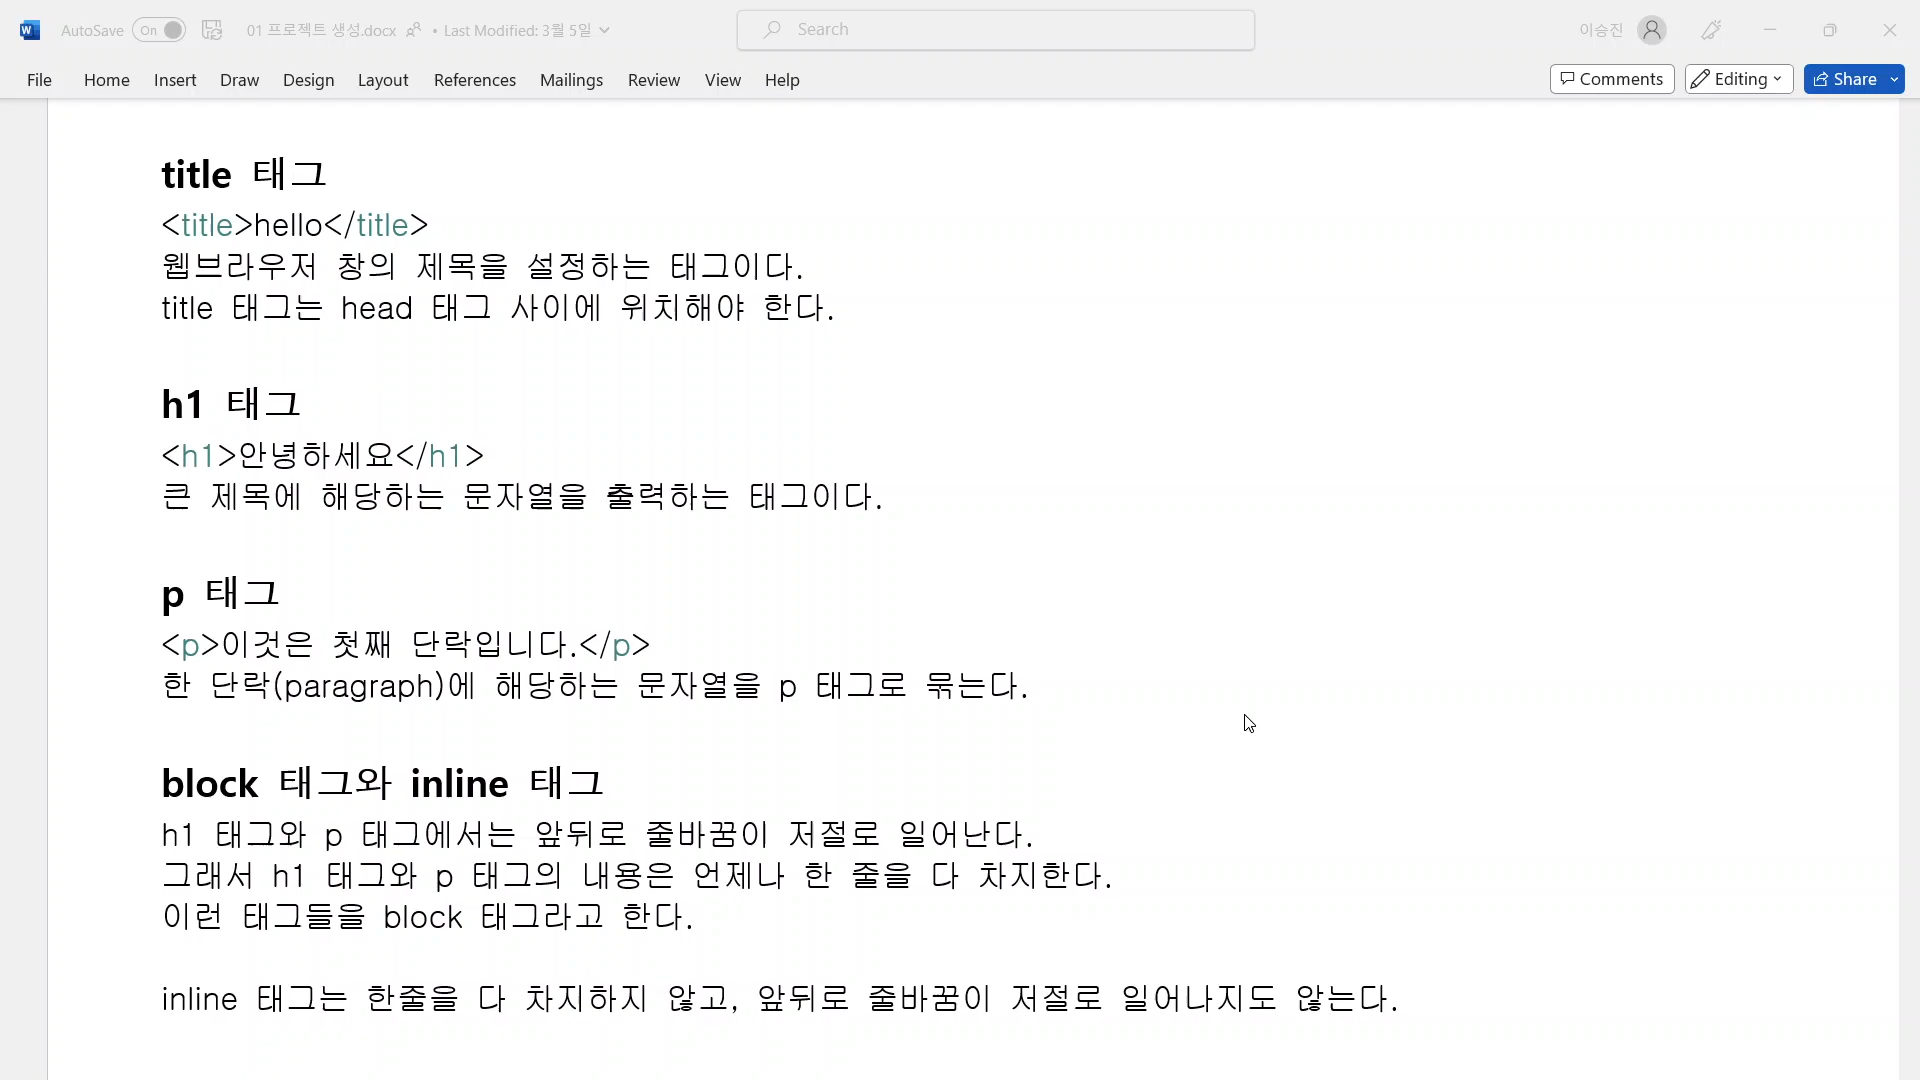 AutoSave On 01 프로젝트 생성.docx • Last Modified: 3월 5일 Search 이승진
File Home Insert Draw Design Layout References Mailings Review View Help Comments Editing Share
title 태그
<title>hello</title>
웹브라우저 창의 제목을 설정하는 태그이다.
title 태그는 head 태그 사이에 위치해야 한다.
h1 태그
<h1>안녕하세요</h1>
큰 제목에 해당하는 문자열을 출력하는 태그이다.
p 태그
<p>이것은 첫째 단락입니다.</p>
한 단락(paragraph)에 해당하는 문자열을 p 태그로 묶는다.
block 태그와 inline 태그
h1 태그와 p 태그에서는 앞뒤로 줄바꿈이 저절로 일어난다.
그래서 h1 태그와 p 태그의 내용은 언제나 한 줄을 다 차지한다.
이런 태그들을 block 태그라고 한다.
inline 태그는 한줄을 다 차지하지 않고, 앞뒤로 줄바꿈이 저절로 일어나지도 않는다.